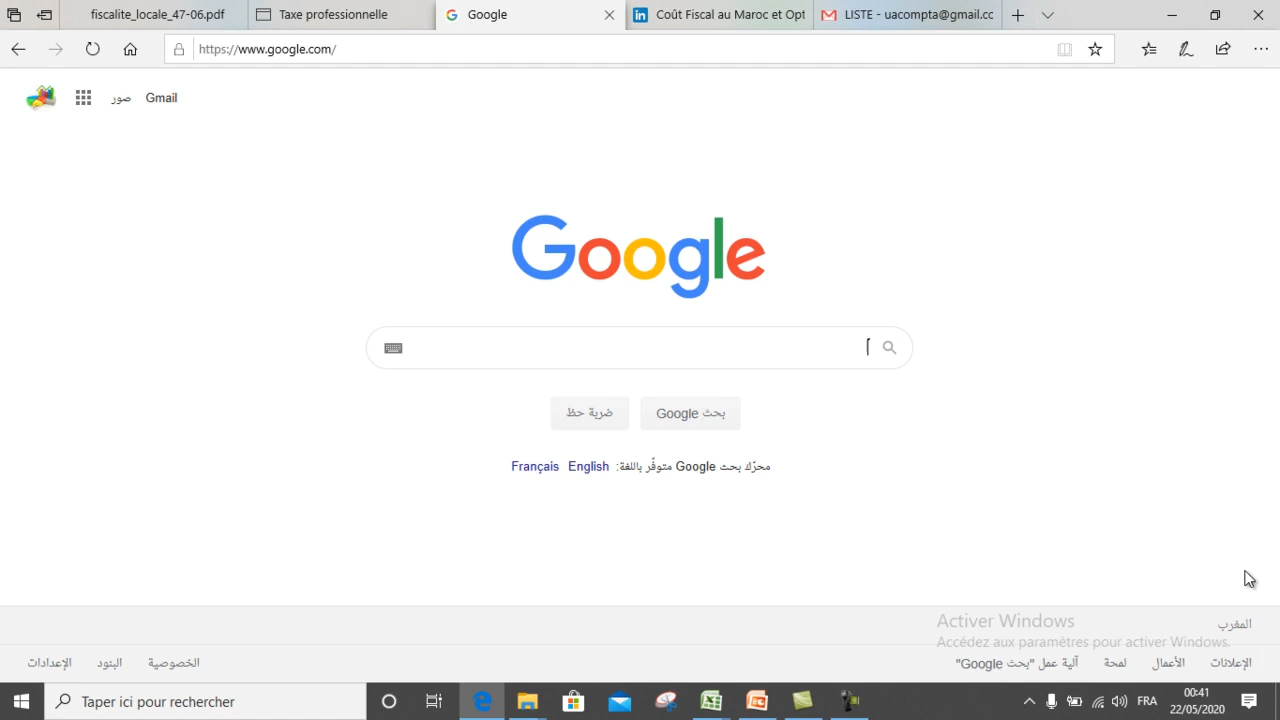 fiscalite_locale_47-06.pdf
Taxe professionnelle
Google
Coût Fiscal au Maroc et Opt
LISTE - uacompta@gmail.cc
https://www.google.com/
صور
Gmail
Google
ضربة حظ
بحث Google
محرّك بحث Google متوفّر باللغة: English Français
Activer Windows
Accédez aux paramètres pour activer Windows.
المغرب
الإعلانات
الأعمال
لمحة
آلية عمل "بحث Google"
الخصوصية
البنود
الإعدادات
Taper ici pour rechercher
FRA
00:41
22/05/2020